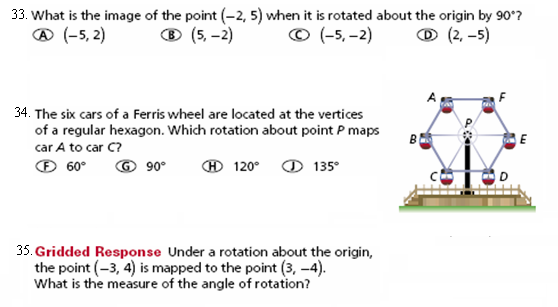 33. What is the image of the point (−2, 5) when it is rotated about the origin by 90°?
Ⓐ (−5, 2) Ⓑ (5, −2) Ⓒ (−5, −2) Ⓓ (2, −5)
34. The six cars of a Ferris wheel are located at the vertices
of a regular hexagon. Which rotation about point P maps
car A to car C?
Ⓕ 60° Ⓖ 90° Ⓗ 120° Ⓙ 135°
A F
P
B E
C D
35. Gridded Response Under a rotation about the origin,
the point (−3, 4) is mapped to the point (3, −4).
What is the measure of the angle of rotation?